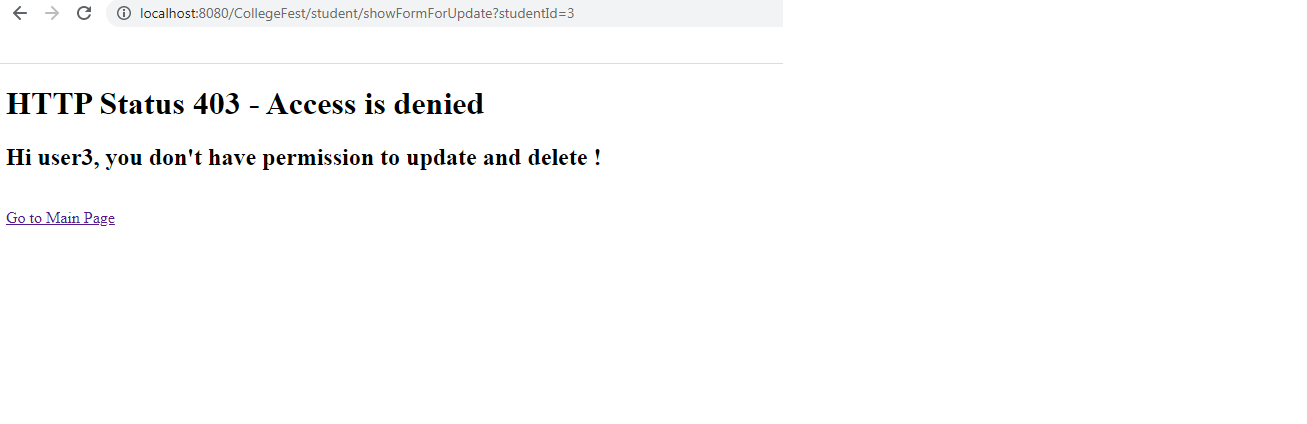 localhost:8080/CollegeFest/student/showFormForUpdate?studentId=3
HTTP Status 403 - Access is denied
Hi user3, you don't have permission to update and delete !
Go to Main Page